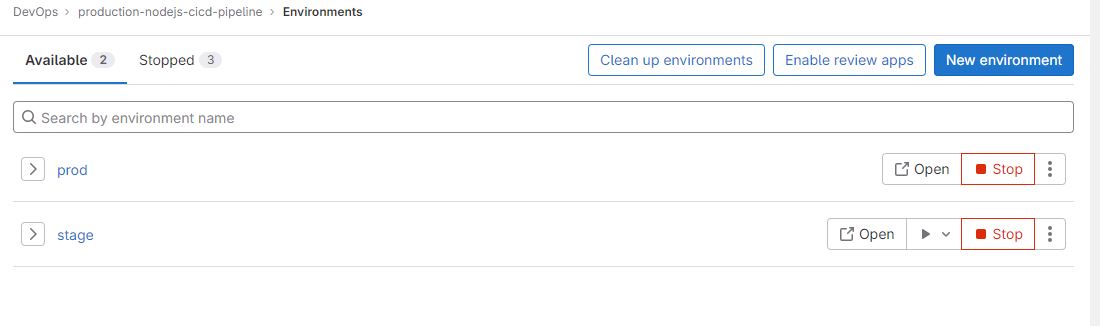 DevOps > production-nodejs-cicd-pipeline > Environments
Available 2 Stopped 3 Clean up environments Enable review apps New environment
Search by environment name
prod Open Stop
stage Open Stop